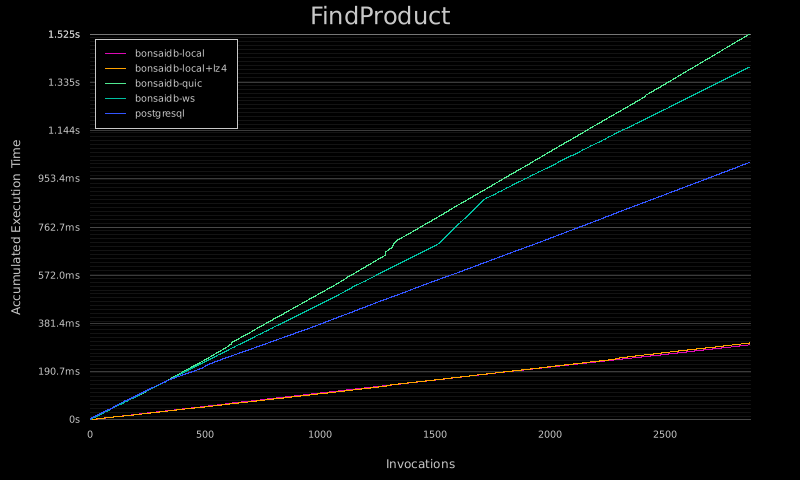 FindProduct
1.525s
1.335s
1.144s
953.4ms
762.7ms
572.0ms
381.4ms
190.7ms
0s
bonsaidb-local
bonsaidb-local+lz4
bonsaidb-quic
bonsaidb-ws
postgresql
Accumulated Execution Time
0
500
1000
1500
2000
2500
Invocations